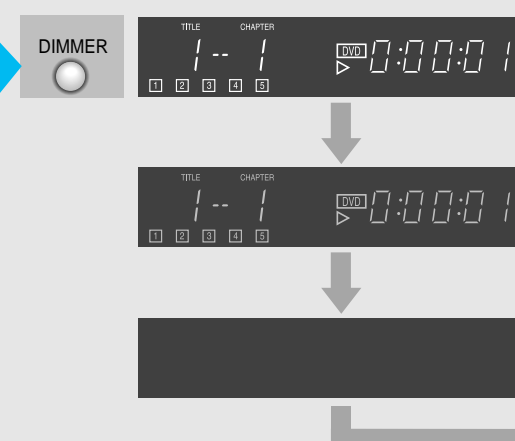 DIMMER
TITLE CHAPTER
1 -- 1 DVD 0:00:01
1 2 3 4 5
TITLE CHAPTER
1 -- 1 DVD 0:00:01
1 2 3 4 5